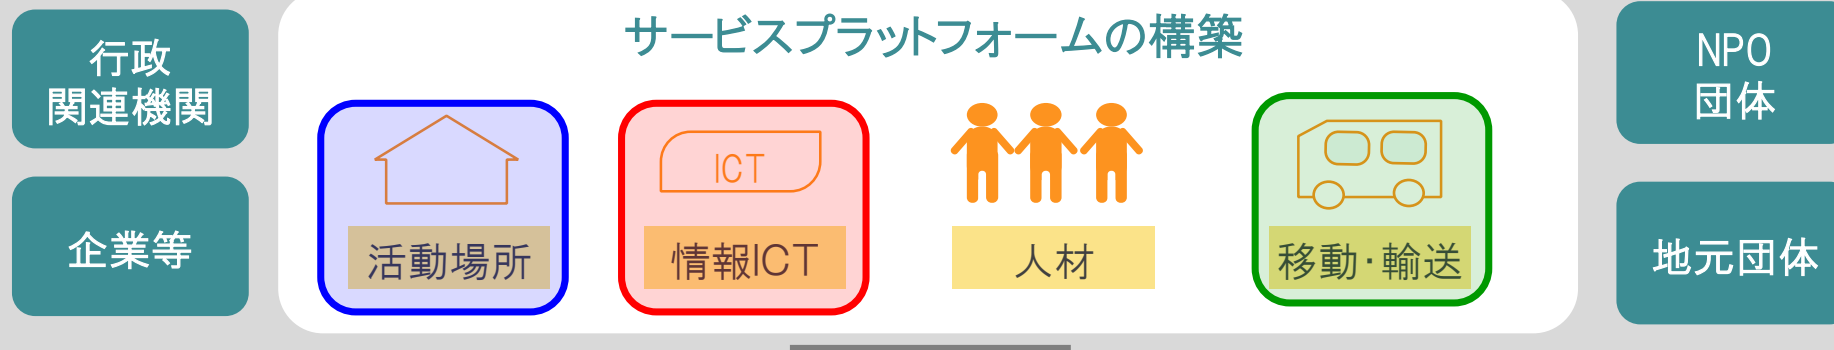 サービスプラットフォームの構築
行政
関連機関
企業等
ICT
活動場所
情報ICT
人材
移動・輸送
NPO
団体
地元団体